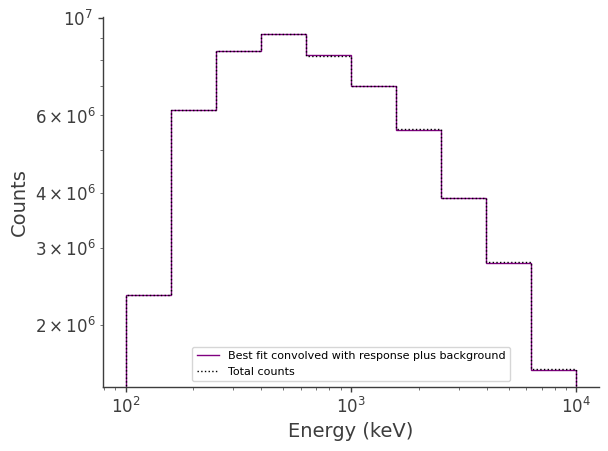 10⁷
6 × 10⁶
4 × 10⁶
3 × 10⁶
2 × 10⁶
Counts
Best fit convolved with response plus background
Total counts
10² 10³ 10⁴
Energy (keV)